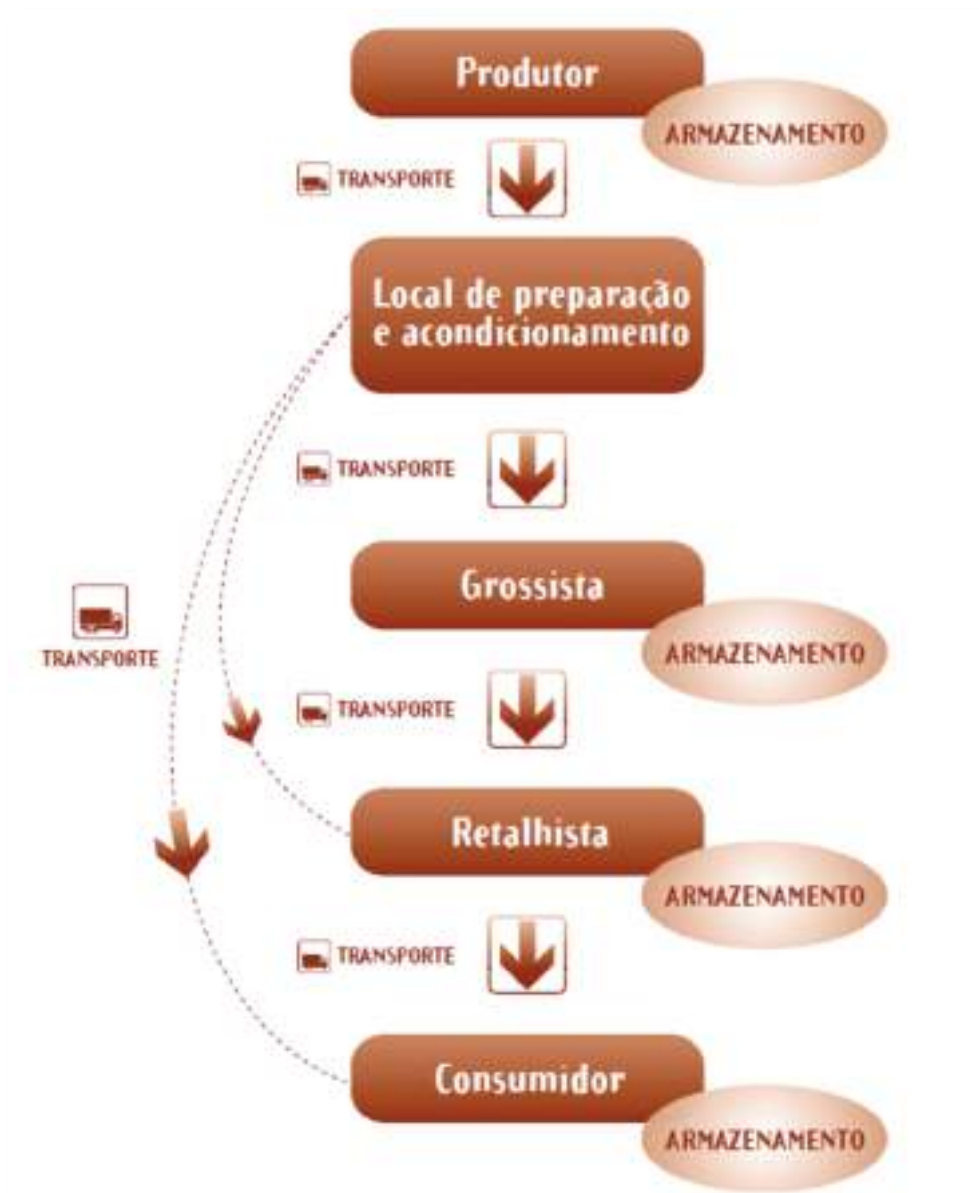 Produtor
ARMAZENAMENTO
TRANSPORTE
Local de preparação
e acondicionamento
TRANSPORTE
Grossista
ARMAZENAMENTO
TRANSPORTE
TRANSPORTE
Retalhista
ARMAZENAMENTO
TRANSPORTE
Consumidor
ARMAZENAMENTO